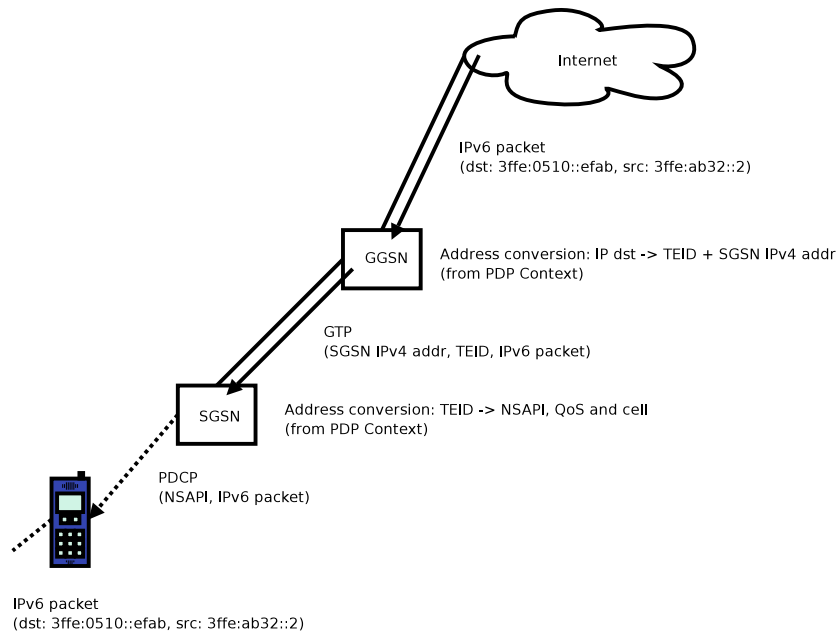 Internet
IPv6 packet
(dst: 3ffe:0510::efab, src: 3ffe:ab32::2)
GGSN
Address conversion: IP dst -> TEID + SGSN IPv4 addr
(from PDP Context)
GTP
(SGSN IPv4 addr, TEID, IPv6 packet)
SGSN
Address conversion: TEID -> NSAPI, QoS and cell
(from PDP Context)
PDCP
(NSAPI, IPv6 packet)
IPv6 packet
(dst: 3ffe:0510::efab, src: 3ffe:ab32::2)